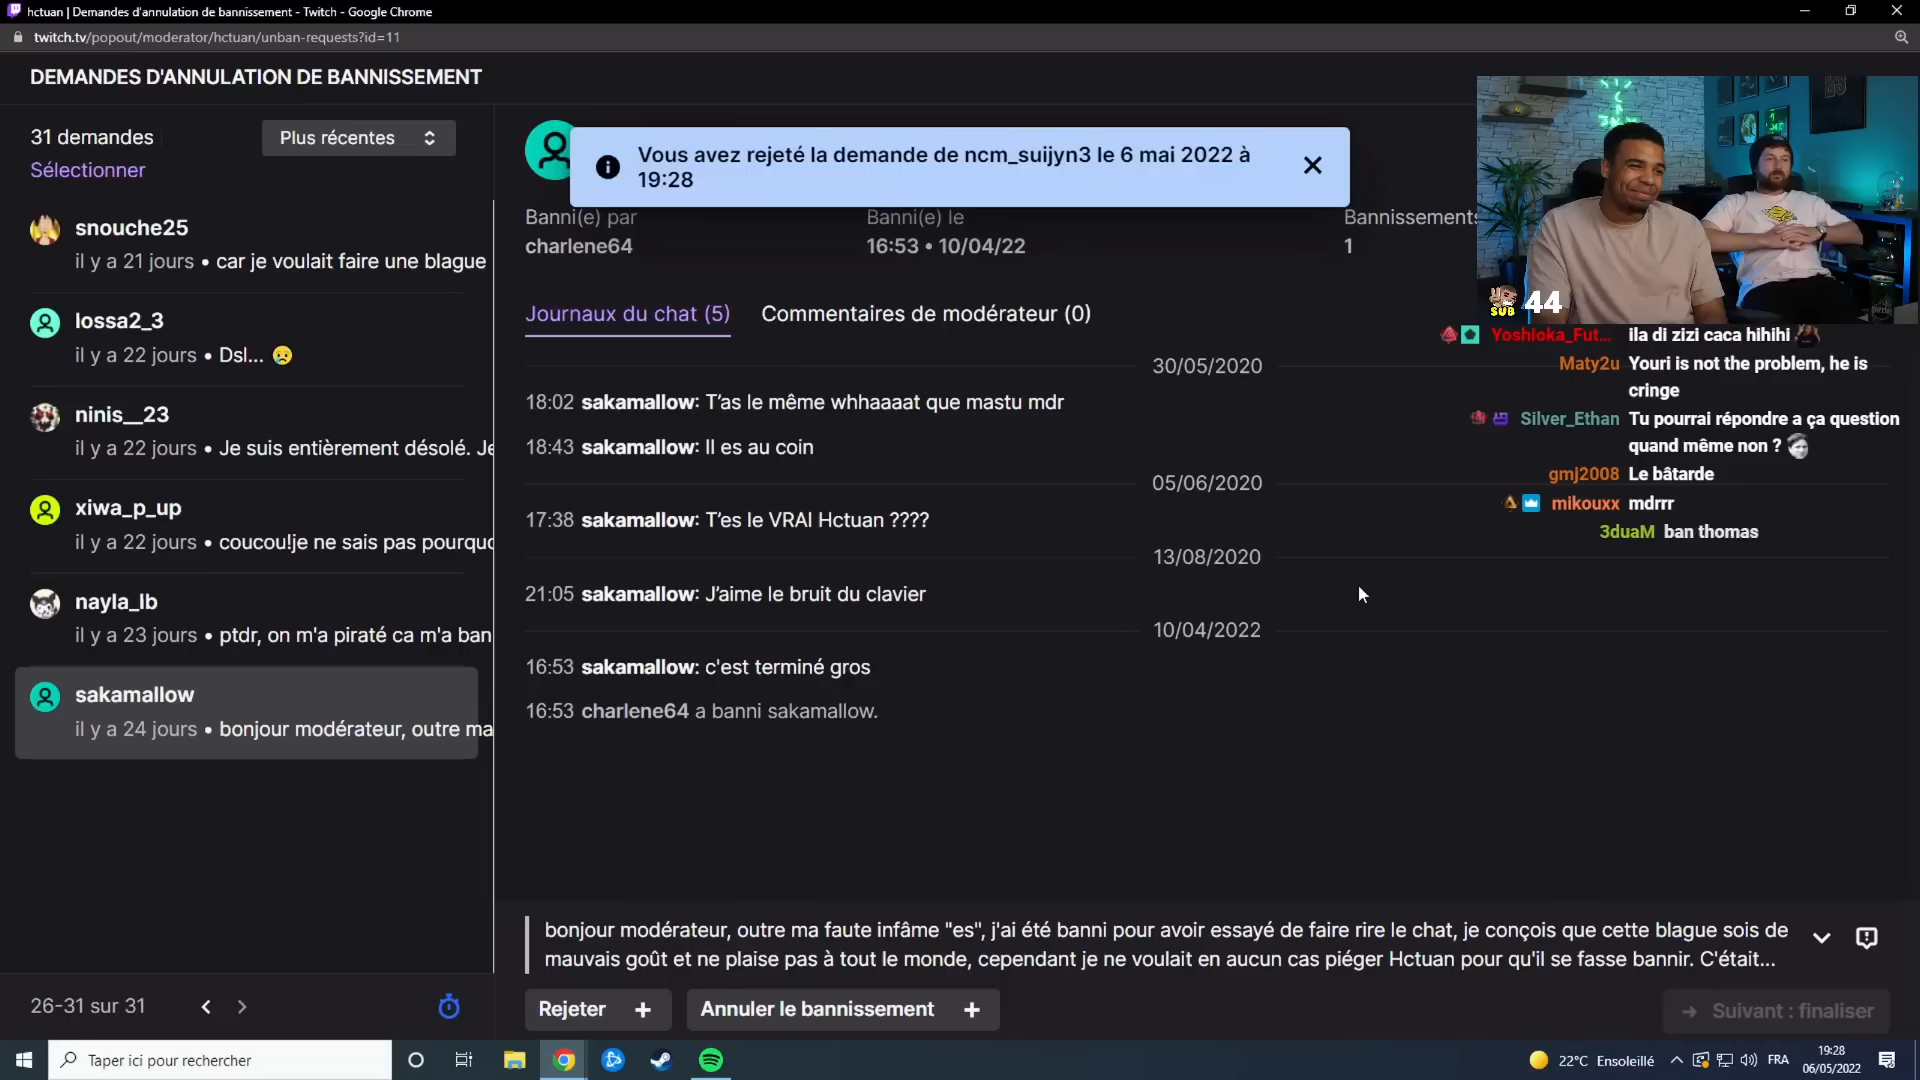 hctuan | Demandes d'annulation de bannissement - Twitch - Google Chrome
twitch.tv/popout/moderator/hctuan/unban-requests?id=11
DEMANDES D'ANNULATION DE BANNISSEMENT
31 demandes
Plus récentes
Sélectionner
snouche25
il y a 21 jours • car je voulait faire une blague
lossa2_3
il y a 22 jours • Dsl... 😥
ninis__23
il y a 22 jours • Je suis entièrement désolé. Je
xiwa_p_up
il y a 22 jours • coucou!je ne sais pas pourquo
nayla_lb
il y a 23 jours • ptdr, on m'a piraté ca m'a ban
sakamallow
il y a 24 jours • bonjour modérateur, outre ma
26-31 sur 31
Vous avez rejeté la demande de ncm_suijyn3 le 6 mai 2022 à
19:28
Banni(e) par
charlene64
Banni(e) le
16:53 • 10/04/22
Bannissements
1
Journaux du chat (5)
Commentaires de modérateur (0)
30/05/2020
18:02 sakamallow: T'as le même whhaaaat que mastu mdr
18:43 sakamallow: Il es au coin
05/06/2020
17:38 sakamallow: T'es le VRAI Hctuan ????
13/08/2020
21:05 sakamallow: J'aime le bruit du clavier
10/04/2022
16:53 sakamallow: c'est terminé gros
16:53 charlene64 a banni sakamallow.
bonjour modérateur, outre ma faute infâme "es", j'ai été banni pour avoir essayé de faire rire le chat, je conçois que cette blague sois de
mauvais goût et ne plaise pas à tout le monde, cependant je ne voulait en aucun cas piéger Hctuan pour qu'il se fasse bannir. C'était...
Rejeter +
Annuler le bannissement +
→ Suivant : finaliser
SUB 44
Yoshioka_Fut... ila di zizi caca hihihi
Maty2u Youri is not the problem, he is
cringe
Silver_Ethan Tu pourrai répondre a ça question
quand même non ?
gmj2008 Le bâtarde
mikouxx mdrrr
3duaM ban thomas
Taper ici pour rechercher
22°C Ensoleillé
FRA
19:28
06/05/2022